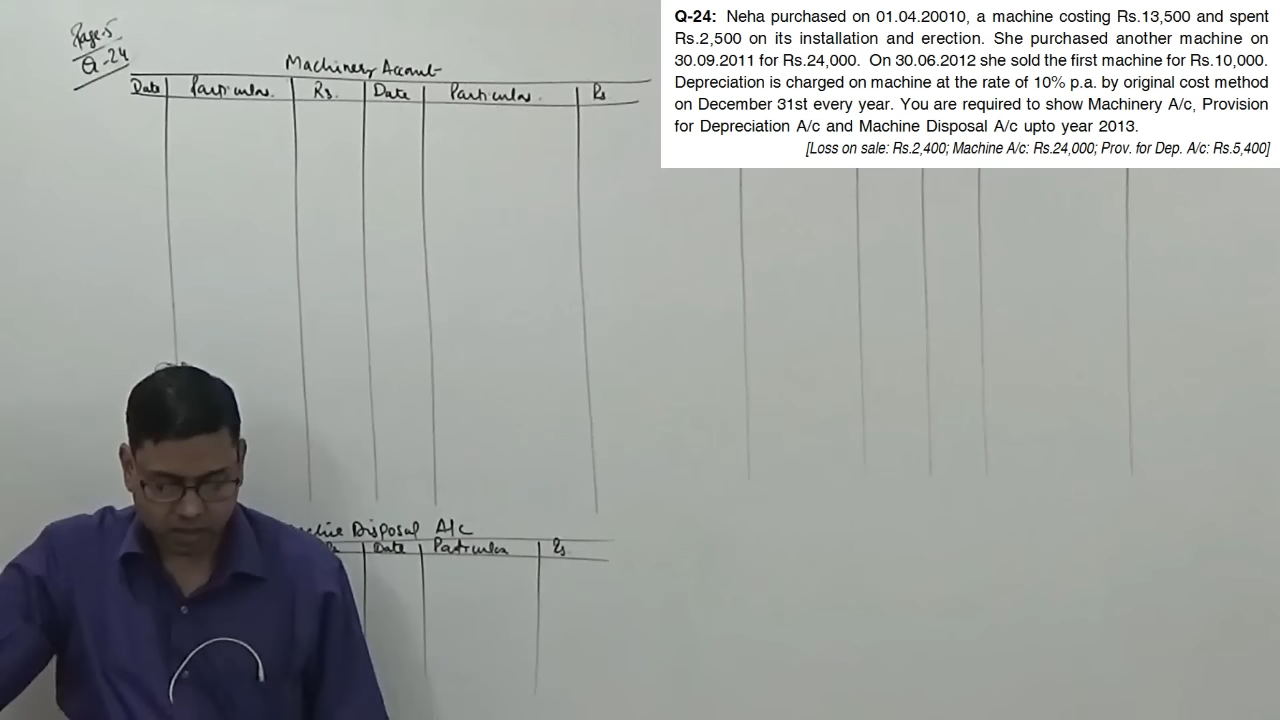 Page-5
Q-24
Machinery Account
Date Particular. Rs. Date Particular. Rs
Disposal A/c
Date Particular Rs.
Q-24: Neha purchased on 01.04.20010, a machine costing Rs.13,500 and spent
Rs.2,500 on its installation and erection. She purchased another machine on
30.09.2011 for Rs.24,000. On 30.06.2012 she sold the first machine for Rs.10,000.
Depreciation is charged on machine at the rate of 10% p.a. by original cost method
on December 31st every year. You are required to show Machinery A/c, Provision
for Depreciation A/c and Machine Disposal A/c upto year 2013.
[Loss on sale: Rs.2,400; Machine A/c: Rs.24,000; Prov. for Dep. A/c: Rs.5,400]